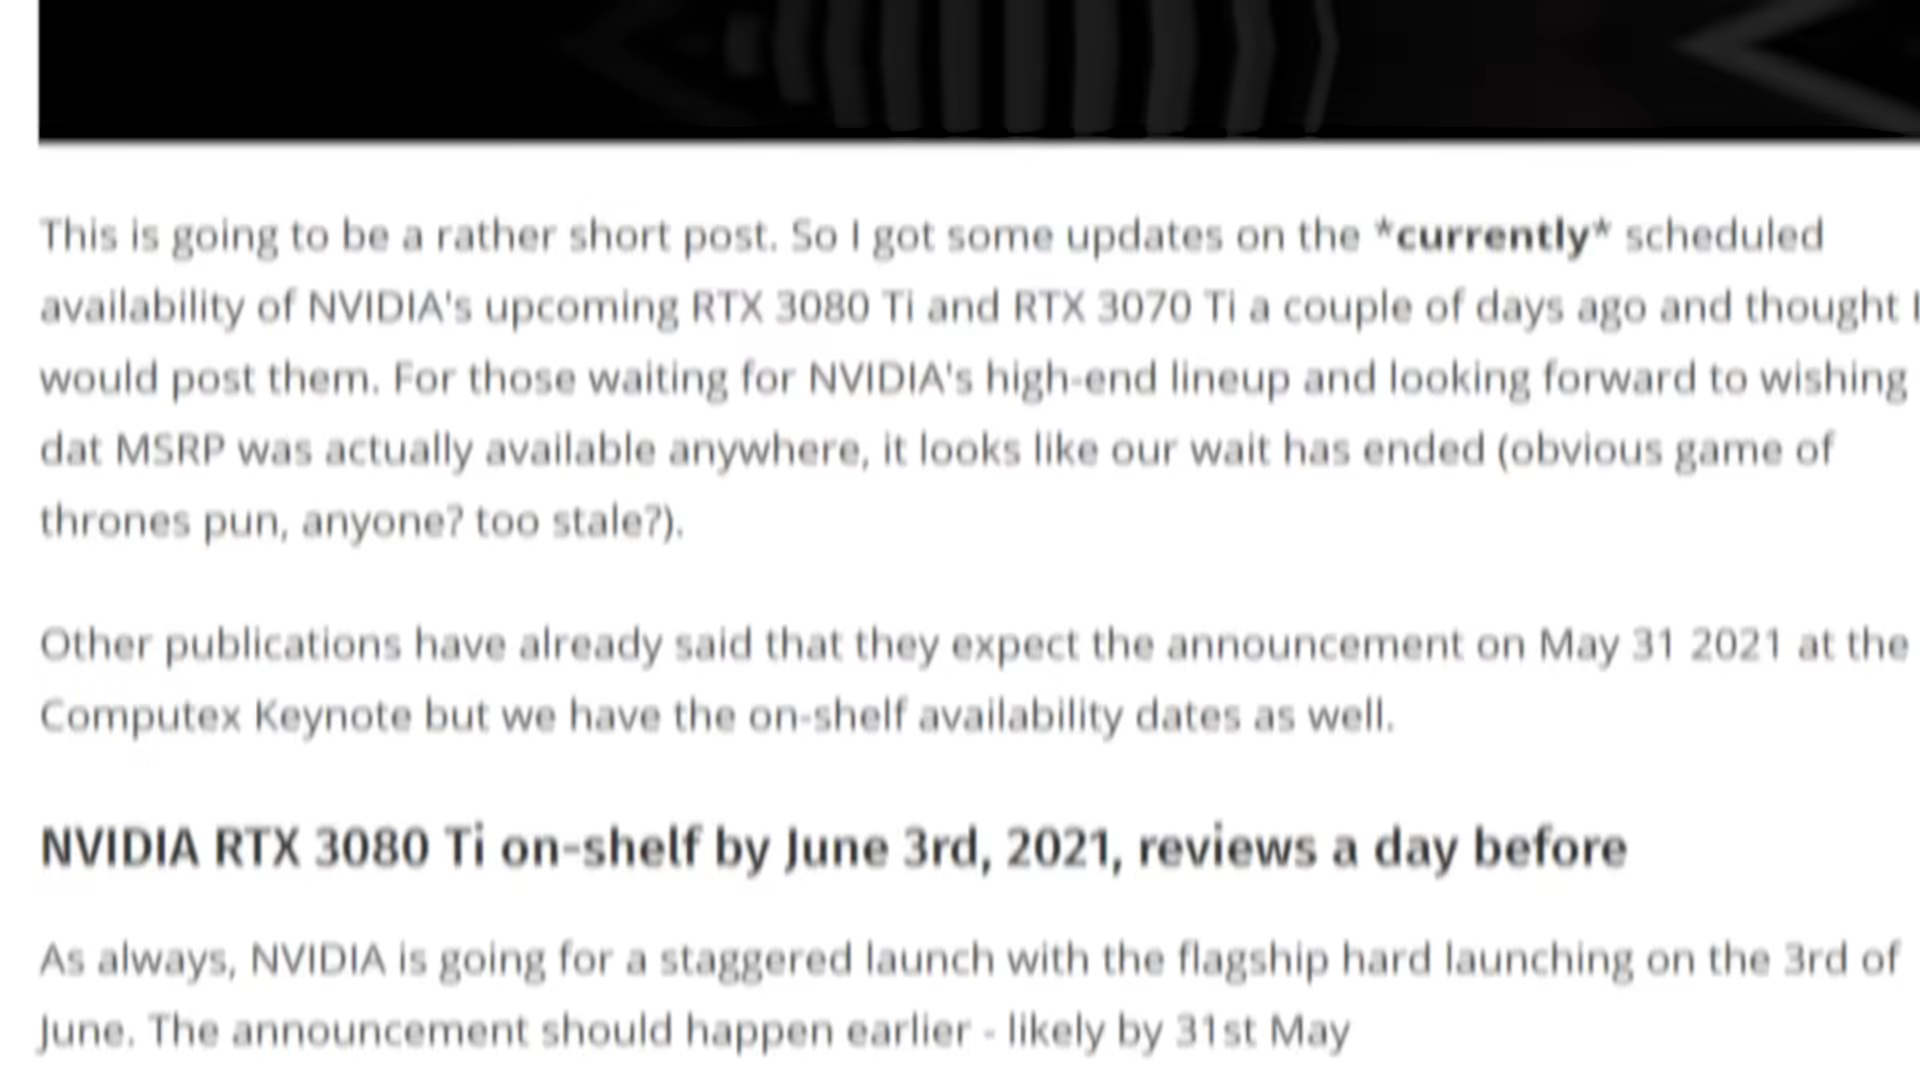 This is going to be a rather short post. So I got some updates on the *currently* scheduled
availability of NVIDIA's upcoming RTX 3080 Ti and RTX 3070 Ti a couple of days ago and thought I
would post them. For those waiting for NVIDIA's high-end lineup and looking forward to wishing
dat MSRP was actually available anywhere, it looks like our wait has ended (obvious game of
thrones pun, anyone? too stale?).
Other publications have already said that they expect the announcement on May 31 2021 at the
Computex Keynote but we have the on-shelf availability dates as well.
NVIDIA RTX 3080 Ti on-shelf by June 3rd, 2021, reviews a day before
As always, NVIDIA is going for a staggered launch with the flagship hard launching on the 3rd of
June. The announcement should happen earlier - likely by 31st May